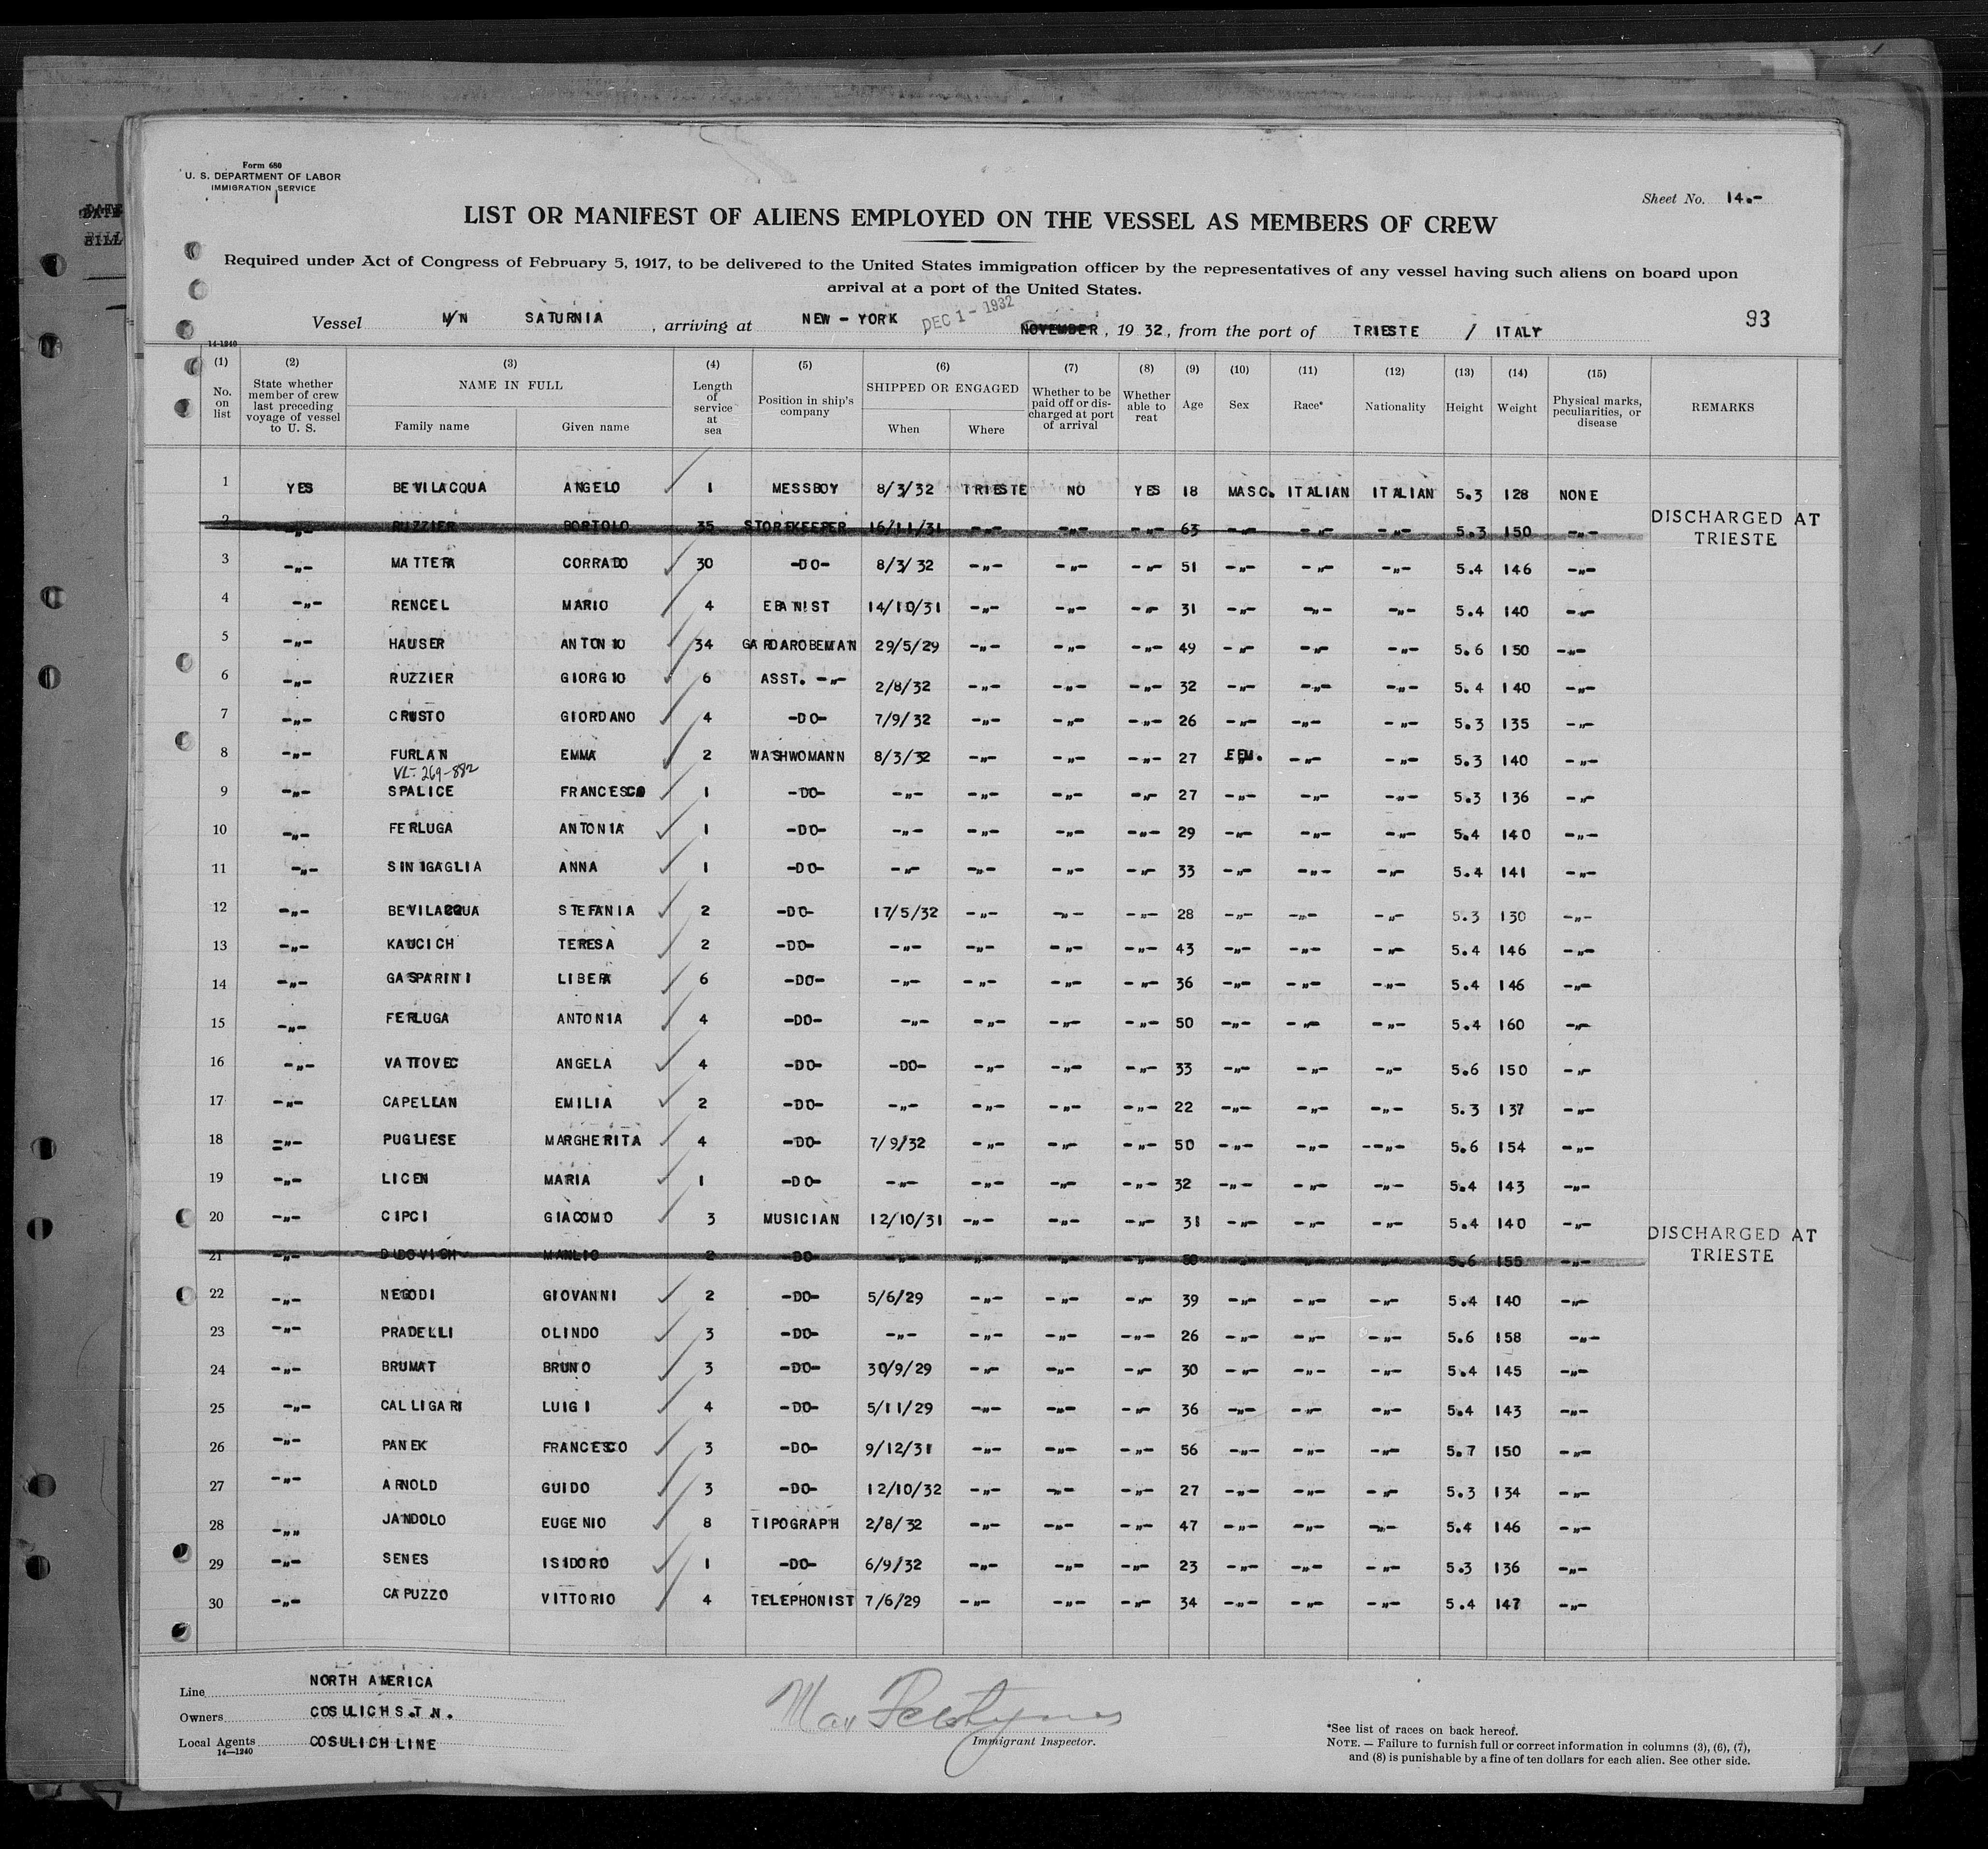 Form 680
U. S. DEPARTMENT OF LABOR
IMMIGRATION SERVICE
Sheet No. 14.-
LIST OR MANIFEST OF ALIENS EMPLOYED ON THE VESSEL AS MEMBERS OF CREW
Required under Act of Congress of February 5, 1917, to be delivered to the United States immigration officer by the representatives of any vessel having such aliens on board upon
arrival at a port of the United States.
Vessel M/N SATURNIA , arriving at NEW - YORK DEC 1 - 1932 NOVEMBER , 19 32, from the port of TRIESTE / ITALY 93
14-1240
(1) No. on list (2) State whether member of crew last preceding voyage of vessel to U. S. (3) NAME IN FULL Family name Given name (4) Length of service at sea (5) Position in ship's company (6) SHIPPED OR ENGAGED When Where (7) Whether to be paid off or discharged at port of arrival (8) Whether able to reat (9) Age (10) Sex (11) Race* (12) Nationality (13) Height (14) Weight (15) Physical marks, peculiarities, or disease REMARKS
1 YES BEVILACQUA ANGELO 1 MESSBOY 8/3/32 TRIESTE NO YES 18 MASC. ITALIAN ITALIAN 5.3 128 NONE
2 -„- RUZZIER BORTOLO 35 STOREKEEPER 16/11/31 -„- -„- -„- 63 -„- -„- -„- 5.3 150 -„- DISCHARGED AT TRIESTE
3 -„- MATTERA CORRADO 30 -DO- 8/3/32 -„- -„- -„- 51 -„- -„- -„- 5.4 146 -„-
4 -„- RENCEL MARIO 4 EBANIST 14/10/31 -„- -„- -„- 31 -„- -„- -„- 5.4 140 -„-
5 -„- HAUSER ANTONIO 34 GARDAROBEMAN 29/5/29 -„- -„- -„- 49 -„- -„- -„- 5.6 150 -„-
6 -„- RUZZIER GIORGIO 6 ASST. -„- 2/8/32 -„- -„- -„- 32 -„- -„- -„- 5.4 140 -„-
7 -„- CRUSTO GIORDANO 4 -DO- 7/9/32 -„- -„- -„- 26 -„- -„- -„- 5.3 135 -„-
8 -„- FURLAN EMMA 2 WASHWOMANN 8/3/32 -„- -„- -„- 27 FEM. -„- -„- 5.3 140 -„-
VL- 269-882
9 -„- SPALICE FRANCESCA 1 -DO- -„- -„- -„- -„- 27 -„- -„- -„- 5.3 136 -„-
10 -„- FERLUGA ANTONIA 1 -DO- -„- -„- -„- -„- 29 -„- -„- -„- 5.4 140 -„-
11 -„- SINIGAGLIA ANNA 1 -DO- -„- -„- -„- -„- 33 -„- -„- -„- 5.4 141 -„-
12 -„- BEVILACQUA STEFANIA 2 -DO- 17/5/32 -„- -„- -„- 28 -„- -„- -„- 5.3 130 -„-
13 -„- KAUCICH TERESA 2 -DO- -„- -„- -„- -„- 43 -„- -„- -„- 5.4 146 -„-
14 -„- GASPARINI LIBERA 6 -DO- -„- -„- -„- -„- 36 -„- -„- -„- 5.4 146 -„-
15 -„- FERLUGA ANTONIA 4 -DO- -„- -„- -„- -„- 50 -„- -„- -„- 5.4 160 -„-
16 -„- VATTOVEC ANGELA 4 -DO- -DO- -„- -„- -„- 33 -„- -„- -„- 5.6 150 -„-
17 -„- CAPELLAN EMILIA 2 -DO- -„- -„- -„- -„- 22 -„- -„- -„- 5.3 137 -„-
18 -„- PUGLIESE MARGHERITA 4 -DO- 7/9/32 -„- -„- -„- 50 -„- -„- --„- 5.6 154 -„-
19 -„- LICEN MARIA 1 -DO- -„- -„- -„- -„- 32 -„- -„- -„- 5.4 143 -„-
20 -„- CIPCI GIACOMO 3 MUSICIAN 12/10/31 -„- -„- -„- 31 -„- -„- -„- 5.4 140 -„-
21 -„- DUDOVICH MANLIO 2 -DO- -„- -„- -„- -„- -„- -„- -„- 5.6 155 -„- DISCHARGED AT TRIESTE
22 -„- NEGODI GIOVANNI 2 -DO- 5/6/29 -„- -„- -„- 39 -„- -„- -„- 5.4 140 -„-
23 -„- PRADELLI OLINDO 3 -DO- -„- -„- -„- -„- 26 -„- -„- -„- 5.6 158 -„-
24 -„- BRUMAT BRUNO 3 -DO- 30/9/29 -„- -„- -„- 30 -„- -„- -„- 5.4 145 -„-
25 -„- CALLIGARI LUIGI 4 -DO- 5/11/29 -„- -„- -„- 36 -„- -„- -„- 5.4 143 -„-
26 -„- PANEK FRANCESCO 3 -DO- 9/12/31 -„- -„- -„- 56 -„- -„- -„- 5.7 150 -„-
27 -„- ARNOLD GUIDO 3 -DO- 12/10/32 -„- -„- -„- 27 -„- -„- -„- 5.3 134 -„-
28 -„„ JANDOLO EUGENIO 8 TIPOGRAPH 2/8/32 -„- -„- -„- 47 -„- -„- -„- 5.4 146 -„-
29 -„- SENES ISIDORO 1 -DO- 6/9/32 -„- -„- -„- 23 -„- -„- -„- 5.3 136 -„-
30 -„- CAPUZZO VITTORIO 4 TELEPHONIST 7/6/29 -„- -„- -„- 34 -„- -„- -„- 5.4 147 -„-
Line NORTH AMERICA
Owners COSULICH S.T.N.
Local Agents COSULICH LINE
14—1240
Immigrant Inspector.
*See list of races on back hereof.
NOTE. — Failure to furnish full or correct information in columns (3), (6), (7),
and (8) is punishable by a fine of ten dollars for each alien. See other side.